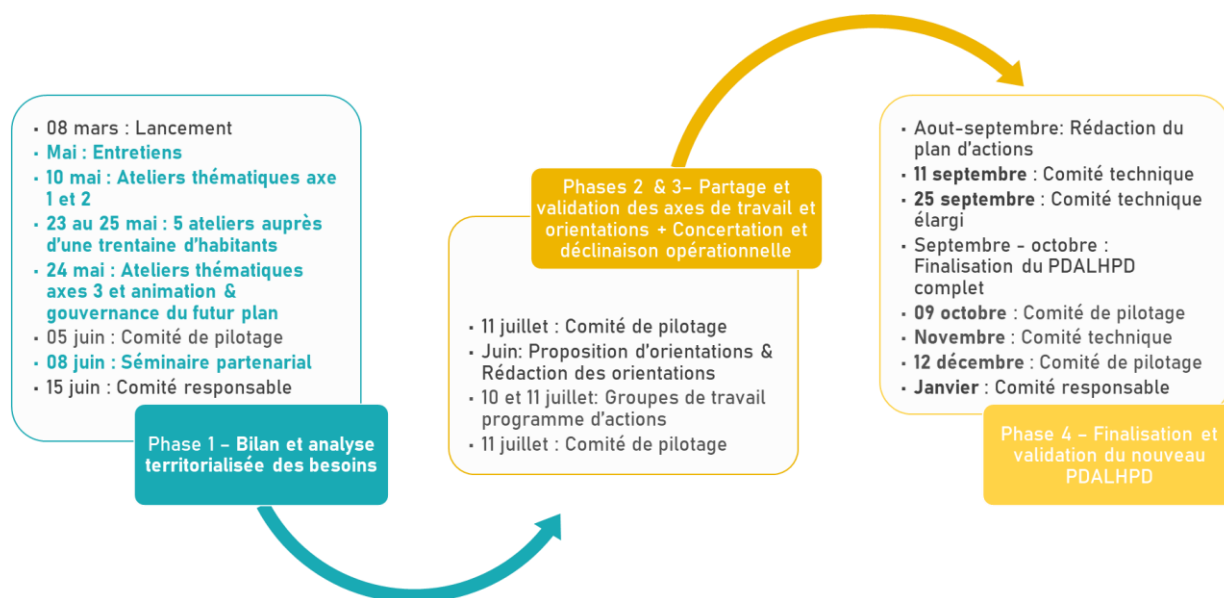 • 08 mars : Lancement
• Mai : Entretiens
• 10 mai : Ateliers thématiques axe
1 et 2
• 23 au 25 mai : 5 ateliers auprès
d'une trentaine d'habitants
• 24 mai : Ateliers thématiques
axes 3 et animation &
gouvernance du futur plan
• 05 juin : Comité de pilotage
• 08 juin : Séminaire partenarial
• 15 juin : Comité responsable
Phase 1 – Bilan et analyse
territorialisée des besoins
Phases 2 & 3– Partage et
validation des axes de travail et
orientations + Concertation et
déclinaison opérationnelle
• 11 juillet : Comité de pilotage
• Juin: Proposition d'orientations &
Rédaction des orientations
• 10 et 11 juillet: Groupes de travail
programme d'actions
• 11 juillet : Comité de pilotage
• Aout-septembre: Rédaction du
plan d'actions
• 11 septembre : Comité technique
• 25 septembre : Comité technique
élargi
• Septembre - octobre :
Finalisation du PDALHPD
complet
• 09 octobre : Comité de pilotage
• Novembre : Comité technique
• 12 décembre : Comité de pilotage
• Janvier : Comité responsable
Phase 4 – Finalisation et
validation du nouveau
PDALHPD